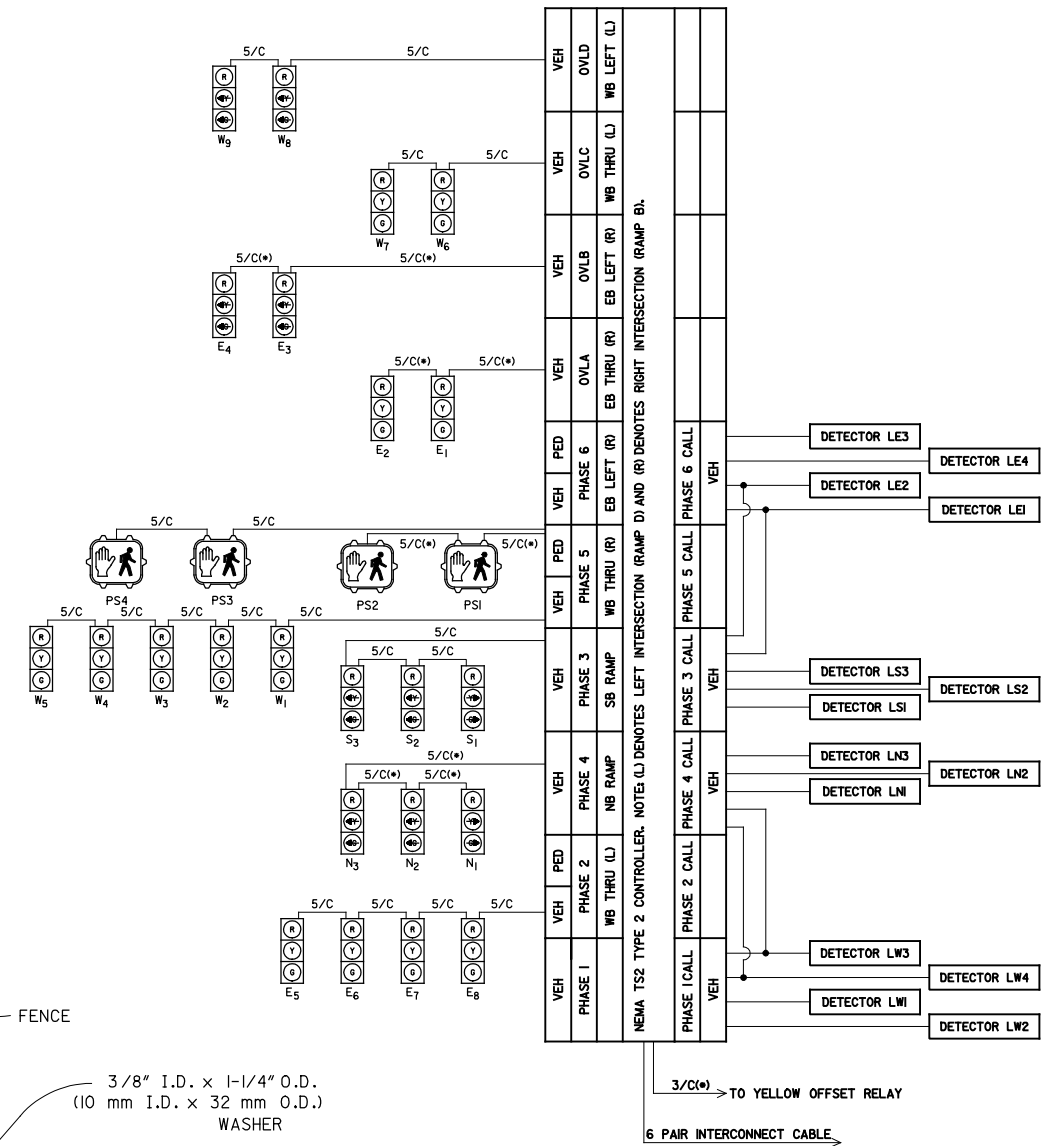 5/C 5/C
R R
Y Y
G G
W9 W8
VEH OVLD WB LEFT (L)
5/C 5/C
R R
Y Y
G G
W7 W6
VEH OVLC WB THRU (L)
5/C(*) 5/C(*)
R R
Y Y
G G
E4 E3
VEH OVLB EB LEFT (R)
5/C(*) 5/C(*)
R R
Y Y
G G
E2 E1
VEH OVLA EB THRU (R)
PED VEH PHASE 6 EB LEFT (R)
5/C 5/C 5/C(*) 5/C(*)
PS4 PS3 PS2 PS1
PED VEH PHASE 5 WB THRU (R)
5/C 5/C 5/C 5/C 5/C
R R R R R
Y Y Y Y Y
G G G G G
W5 W4 W3 W2 W1
5/C
5/C 5/C
R R R
Y Y Y
G G G
S3 S2 S1
VEH PHASE 3 SB RAMP
5/C(*)
5/C(*) 5/C(*)
R R R
Y Y Y
G G G
N3 N2 N1
VEH PHASE 4 NB RAMP
PED VEH PHASE 2 WB THRU (L)
5/C 5/C 5/C 5/C
R R R R
Y Y Y Y
G G G G
E5 E6 E7 E8
VEH PHASE 1
NEMA TS2 TYPE 2 CONTROLLER. NOTE: (L) DENOTES LEFT INTERSECTION (RAMP D) AND (R) DENOTES RIGHT INTERSECTION (RAMP B).
PHASE 6 CALL VEH
PHASE 5 CALL
PHASE 3 CALL VEH
PHASE 4 CALL VEH
PHASE 2 CALL
PHASE 1 CALL VEH
DETECTOR LE3
DETECTOR LE4
DETECTOR LE2
DETECTOR LE1
DETECTOR LS3
DETECTOR LS2
DETECTOR LS1
DETECTOR LN3
DETECTOR LN2
DETECTOR LN1
DETECTOR LW3
DETECTOR LW4
DETECTOR LW1
DETECTOR LW2
FENCE
3/8" I.D. x 1-1/4" O.D.
(10 mm I.D. x 32 mm O.D.)
WASHER
3/C(*) TO YELLOW OFFSET RELAY
6 PAIR INTERCONNECT CABLE